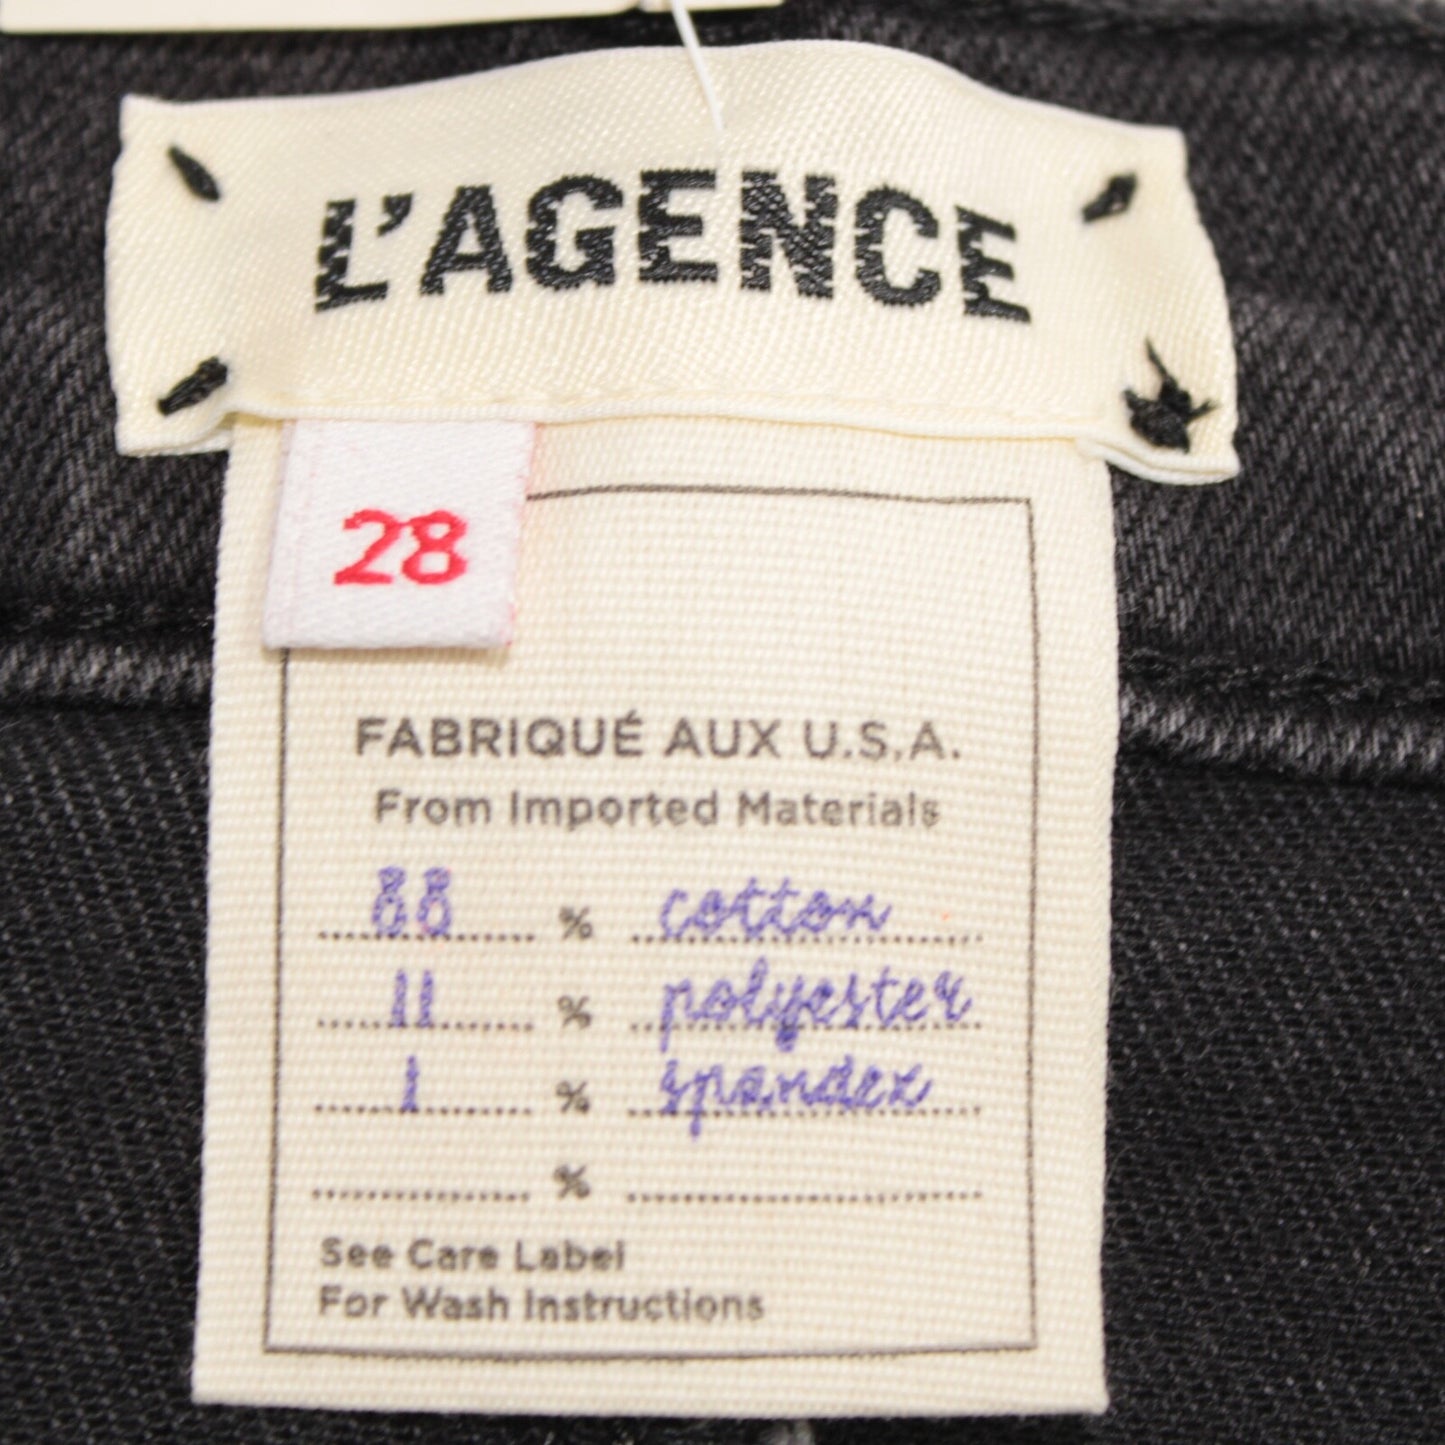 L'AGENCE
28
FABRIQUÉ AUX U.S.A.
From Imported Materials
88 % cotton
11 % polyester
1 % spandex
%
See Care Label
For Wash Instructions